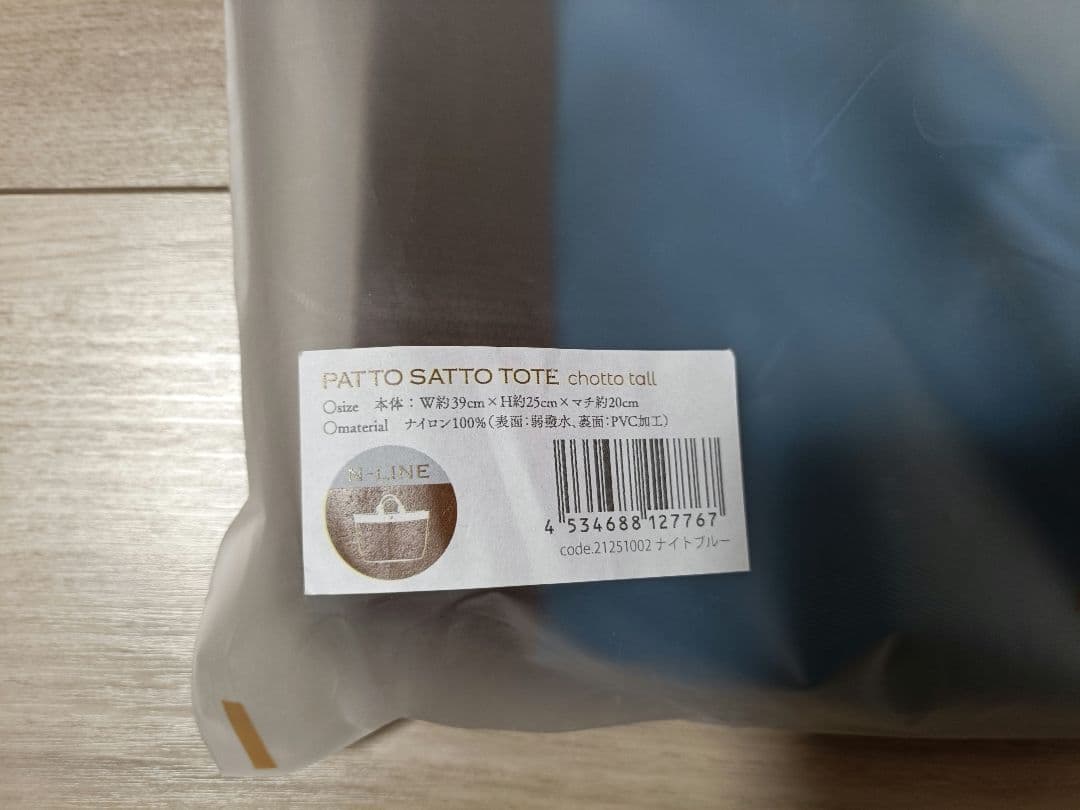 PATTO SATTO TOTE chotto tall
○size 本体：W約39cm×H約25cm×マチ約20cm
○material ナイロン100%（表面：弱撥水、裏面：PVC加工）
N-LINE
4 534688 127767
code.21251002 ナイトブルー